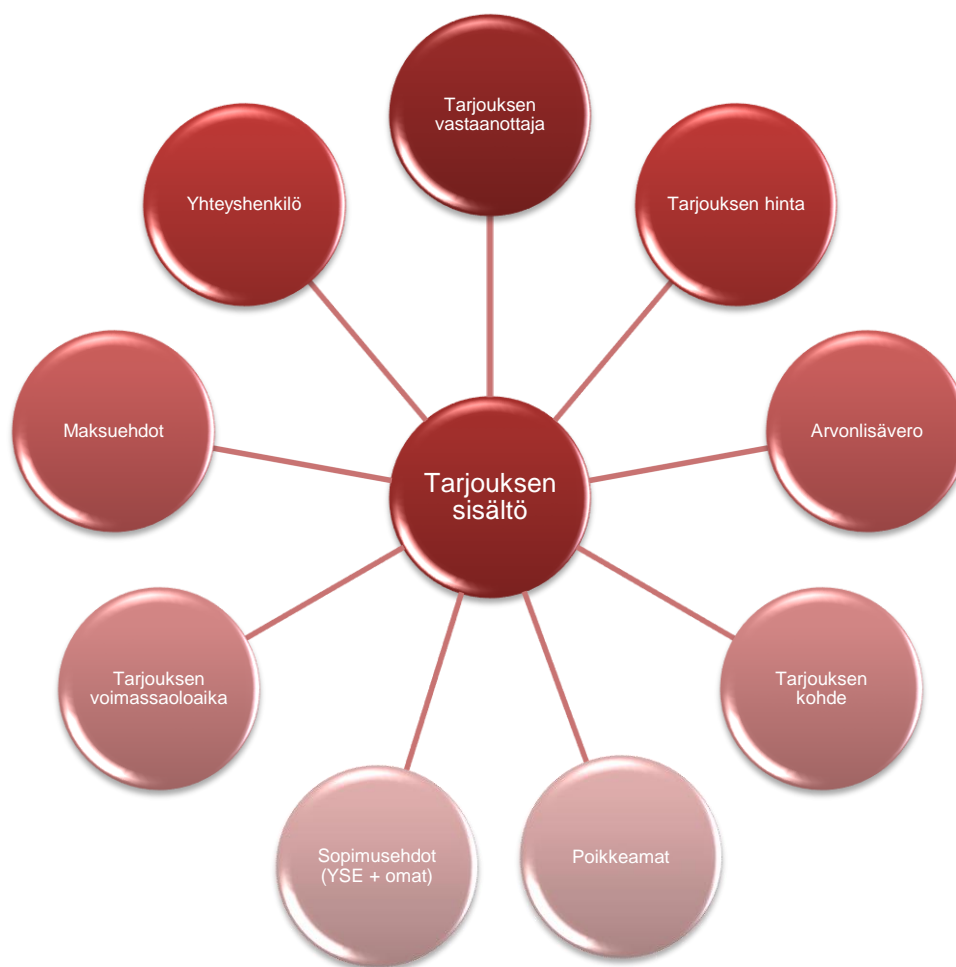 Tarjouksen
vastaanottaja
Yhteyshenkilö
Tarjouksen hinta
Maksuehdot
Arvonlisävero
Tarjouksen
sisältö
Tarjouksen
voimassaoloaika
Tarjouksen
kohde
Sopimusehdot
(YSE + omat)
Poikkeamat